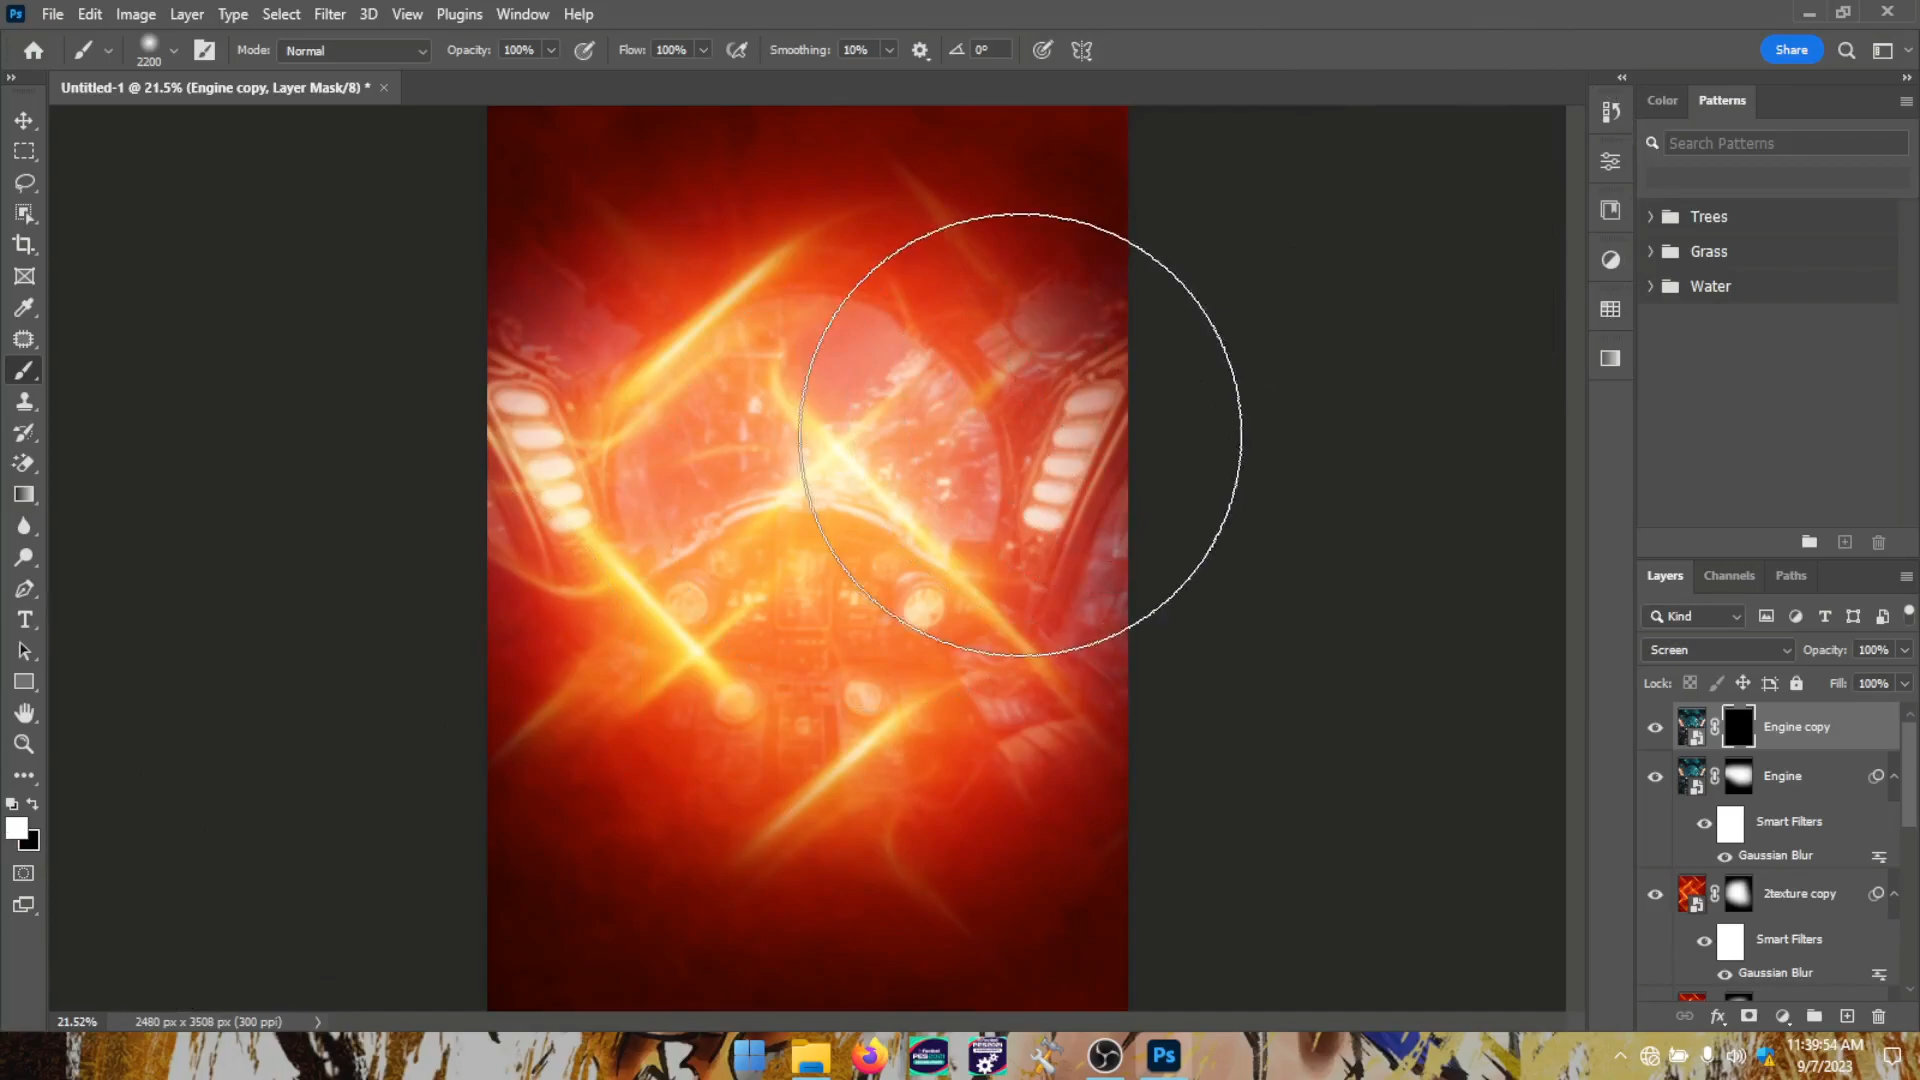 Ps File Edit Image Layer Type Select Filter 3D View Plugins Window Help
2200 Mode: Normal Opacity: 100% Flow: 100% Smoothing: 10% 0° Share
Untitled-1 @ 21.5% (Engine copy, Layer Mask/8) * ×
Color Patterns
Search Patterns
Trees
Grass
Water
Layers Channels Paths
Kind
Screen Opacity: 100%
Lock: Fill: 100%
Engine copy
Engine
Smart Filters
Gaussian Blur
2texture copy
Smart Filters
Gaussian Blur
21.52% 2480 px x 3508 px (300 ppi)
fx
Ps
11:39:54 AM
9/7/2023